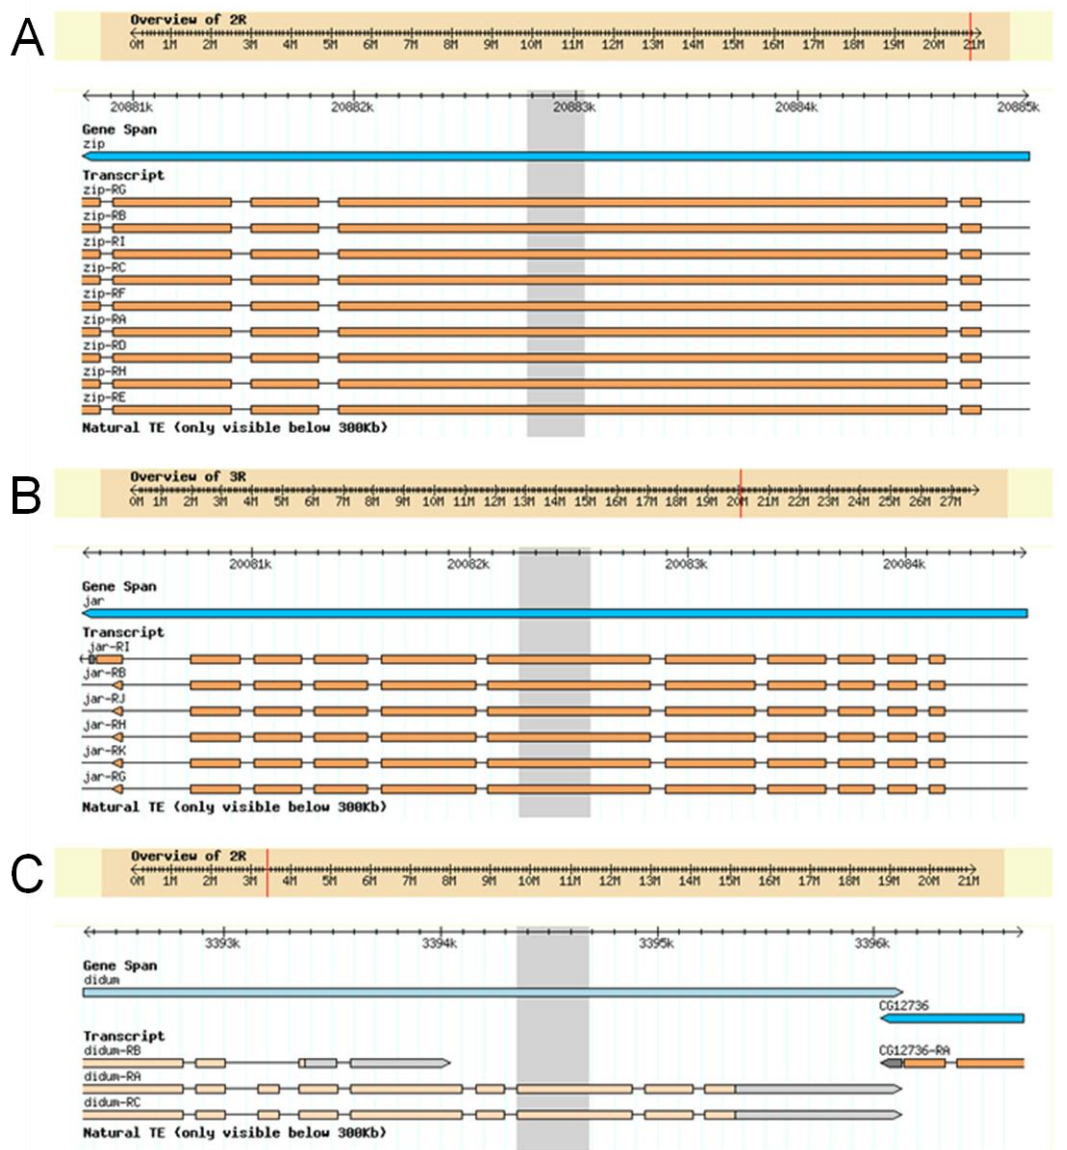 A
Overview of 2R
0M 1M 2M 3M 4M 5M 6M 7M 8M 9M 10M 11M 12M 13M 14M 15M 16M 17M 18M 19M 20M 21M
20881k 20882k 20883k 20884k 20885k
Gene Span
zip
Transcript
zip-RG
zip-RB
zip-RI
zip-RC
zip-RF
zip-RA
zip-RD
zip-RH
zip-RE
Natural TE (only visible below 300Kb)
B
Overview of 3R
0M 1M 2M 3M 4M 5M 6M 7M 8M 9M 10M 11M 12M 13M 14M 15M 16M 17M 18M 19M 20M 21M 22M 23M 24M 25M 26M 27M
20081k 20082k 20083k 20084k
Gene Span
jar
Transcript
jar-RI
jar-RB
jar-RJ
jar-RH
jar-RK
jar-RG
Natural TE (only visible below 300Kb)
C
Overview of 2R
0M 1M 2M 3M 4M 5M 6M 7M 8M 9M 10M 11M 12M 13M 14M 15M 16M 17M 18M 19M 20M 21M
3393k 3394k 3395k 3396k
Gene Span
didum
CG12736
Transcript
didum-RB CG12736-RA
didum-RA
didum-RC
Natural TE (only visible below 300Kb)